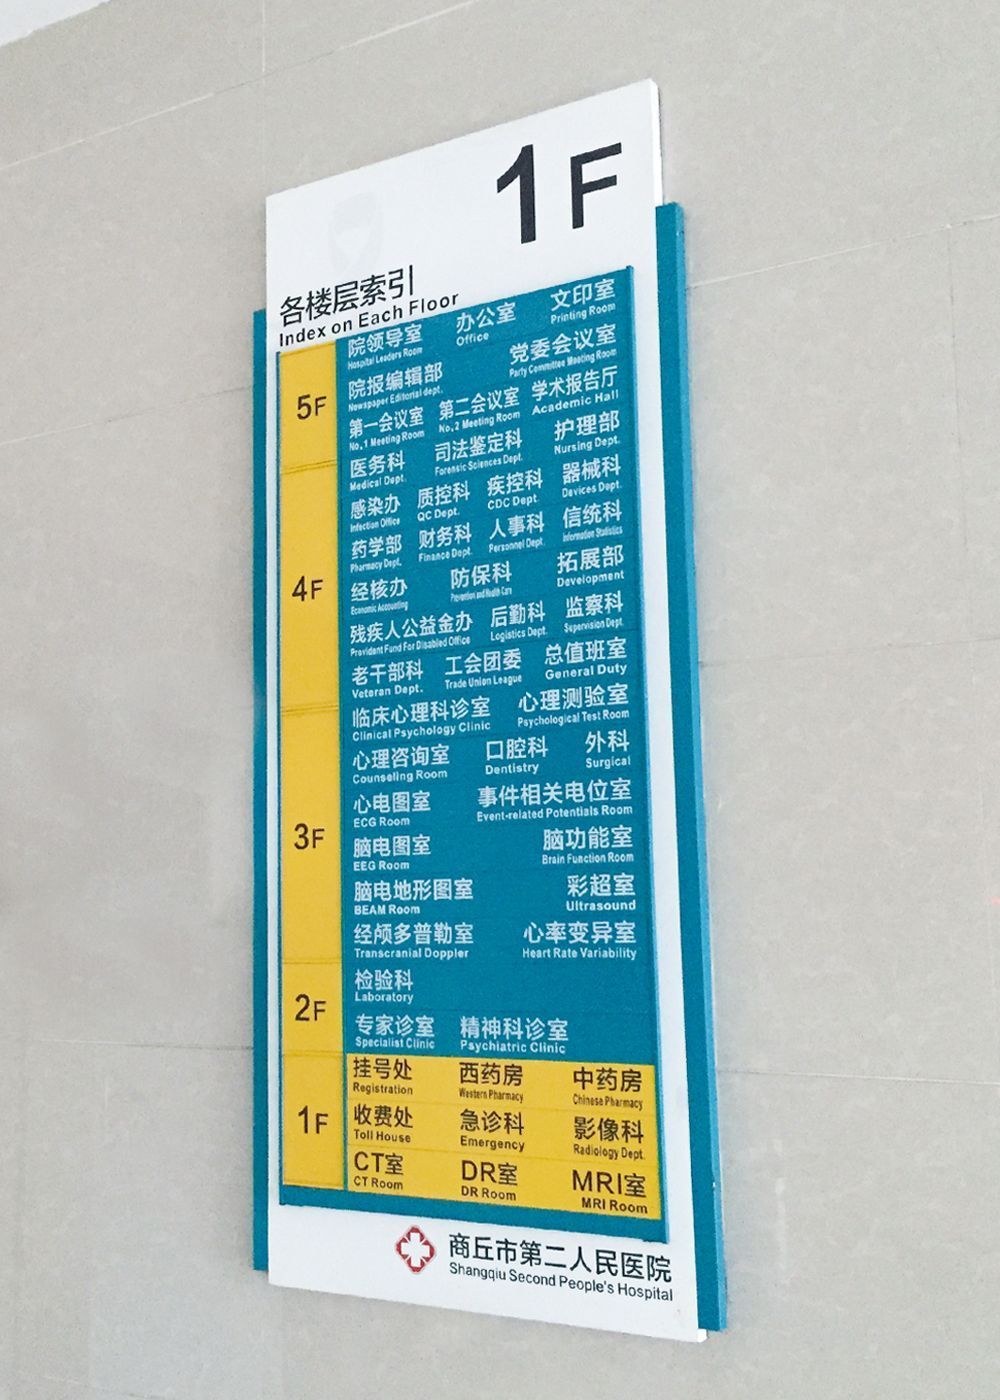 1F
各楼层索引
Index on Each Floor
院领导室 办公室 文印室
Hospital Leaders Room Office Printing Room
院报编辑部 党委会议室
Newspaper Editorial dept. Party Committee Meeting Room
5F
第一会议室 第二会议室 学术报告厅
No.1 Meeting Room No.2 Meeting Room Academic Hall
医务科 司法鉴定科 护理部
Medical Dept. Forensic Sciences Dept. Nursing Dept.
感染办 质控科 疾控科 器械科
Infection Office QC Dept. CDC Dept. Devices Dept.
药学部 财务科 人事科 信统科
Pharmacy Dept. Finance Dept. Personnel Dept. Information Statistics
4F
经核办 防保科 拓展部
Economic Accounting Prevention and Health Care Development
残疾人公益金办 后勤科 监察科
Provident Fund For Disabled Office Logistics Dept. Supervision Dept.
老干部科 工会团委 总值班室
Veteran Dept. Trade Union League General Duty
临床心理科诊室 心理测验室
Clinical Psychology Clinic Psychological Test Room
心理咨询室 口腔科 外科
Counseling Room Dentistry Surgical
心电图室 事件相关电位室
ECG Room Event-related Potentials Room
3F
脑电图室 脑功能室
EEG Room Brain Function Room
脑电地形图室 彩超室
BEAM Room Ultrasound
经颅多普勒室 心率变异室
Transcranial Doppler Heart Rate Variability
2F
检验科
Laboratory
专家诊室 精神科诊室
Specialist Clinic Psychiatric Clinic
挂号处 西药房 中药房
Registration Western Pharmacy Chinese Pharmacy
1F
收费处 急诊科 影像科
Toll House Emergency Radiology Dept.
CT室 DR室 MRI室
CT Room DR Room MRI Room
商丘市第二人民医院
Shangqiu Second People's Hospital